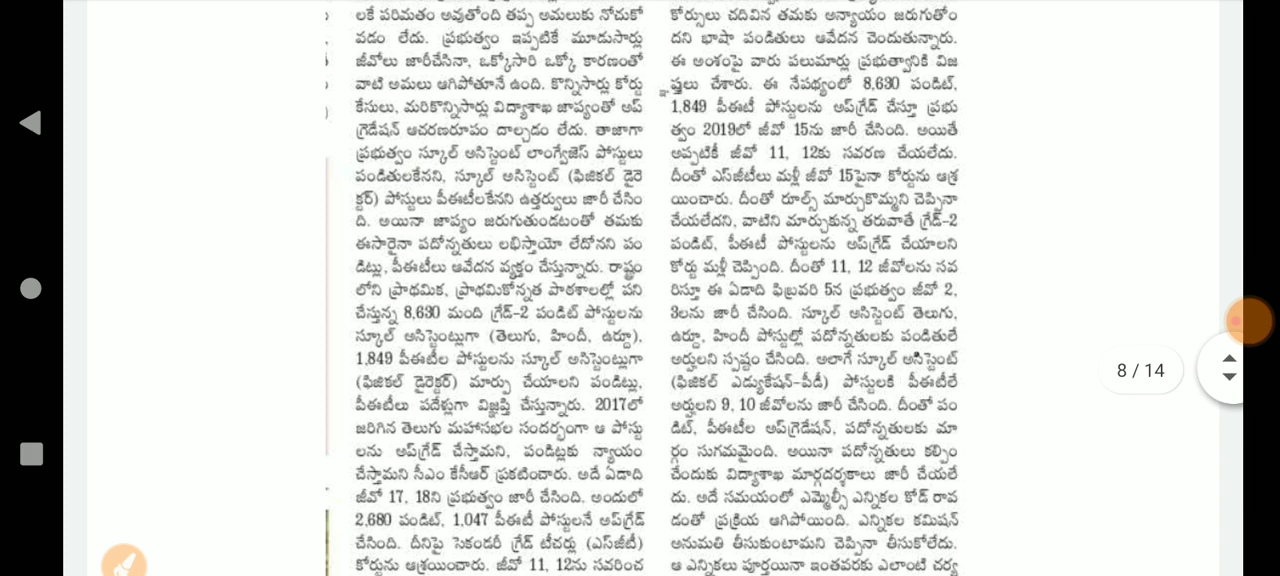 లకే పరిమతం అవుతోంది తప్ప అమలుకు నోచుకో
వడం లేదు. ప్రభుత్వం ఇప్పటికే మూడుసార్లు
జీవోలు జారీచేసినా, ఒక్కోసారి ఒక్కో కారణంతో
వాటి అమలు ఆగిపోతూనే ఉంది. కొన్నిసార్లు కోర్టు
కేసులు, మరికొన్నిసార్లు విద్యాశాఖ జాప్యంతో అప్
గ్రెడేషన్ ఆచరణరూపం దాల్చడం లేదు. తాజాగా
ప్రభుత్వం స్కూల్ అసిస్టెంట్ లాంగ్వేజెస్ పోస్టులు
పండితులకేనని, స్కూల్ అసిస్టెంట్ (ఫిజికల్ డైరె
క్టర్) పోస్టులు పీఈటీలకేనని ఉత్తర్వులు జారీ చేసిం
ది. అయినా జాప్యం జరుగుతుండటంతో తమకు
ఈసారైనా పదోన్నతులు లభిస్తాయో లేదోనని పం
డిట్లు, పీఈటీలు ఆవేదన వ్యక్తం చేస్తున్నారు. రాష్ట్రం
లోని ప్రాథమిక, ప్రాథమికోన్నత పాఠశాలల్లో పని
చేస్తున్న 8,630 మంది గ్రేడ్-2 పండిట్ పోస్టులను
స్కూల్ అసిస్టెంట్లుగా (తెలుగు, హిందీ, ఉర్దూ),
1,849 పీఈటీల పోస్టులను స్కూల్ అసిస్టెంట్లుగా
(ఫిజికల్ డైరెక్టర్) మార్పు చేయాలని పండిట్లు,
పీఈటీలు పదేళ్లుగా విజ్ఞప్తి చేస్తున్నారు. 2017లో
జరిగిన తెలుగు మహాసభల సందర్భంగా ఆ పోస్టు
లను అప్‌గ్రేడ్ చేస్తామని, పండిట్లకు న్యాయం
చేస్తామని సీఎం కేసీఆర్ ప్రకటించారు. అదే ఏడాది
జీవో 17, 18ని ప్రభుత్వం జారీ చేసింది. అందులో
2,680 పండిట్, 1,047 పీఈటీ పోస్టులనే అప్‌గ్రేడ్
చేసింది. దీనిపై సెకండరీ గ్రేడ్ టీచర్లు (ఎస్‌జీటీ)
కోర్టును ఆశ్రయించారు. జీవో 11, 12ను సవరించ
కోర్సులు చదివిన తమకు అన్యాయం జరుగుతోం
దని భాషా పండితులు ఆవేదన చెందుతున్నారు.
ఈ అంశంపై వారు పలుమార్లు ప్రభుత్వానికి విజ్ఞ
ప్తులు చేశారు. ఈ నేపథ్యంలో 8,630 పండిట్,
1,849 పీఈటీ పోస్టులను అప్‌గ్రేడ్ చేస్తూ ప్రభు
త్వం 2019లో జీవో 15ను జారీ చేసింది. అయితే
అప్పటికీ జీవో 11, 12కు సవరణ చేయలేదు.
దీంతో ఎస్‌జీటీలు మళ్లీ జీవో 15పైనా కోర్టును ఆశ్ర
యించారు. దీంతో రూల్స్ మార్చుకొమ్మని చెప్పినా
చేయలేదని, వాటిని మార్చుకున్న తరువాతే గ్రేడ్-2
పండిట్, పీఈటీ పోస్టులను అప్‌గ్రేడ్ చేయాలని
కోర్టు మళ్లీ చెప్పింది. దీంతో 11, 12 జీవోలను సవ
రిస్తూ ఈ ఏడాది ఫిబ్రవరి 5న ప్రభుత్వం జీవో 2,
3లను జారీ చేసింది. స్కూల్ అసిస్టెంట్ తెలుగు,
ఉర్దూ, హిందీ పోస్టుల్లో పదోన్నతులకు పండితులే
అర్హులని స్పష్టం చేసింది. అలాగే స్కూల్ అసిస్టెంట్
(ఫిజికల్ ఎడ్యుకేషన్-పీడీ) పోస్టులకి పీఈటీలే
అర్హులని 9, 10 జీవోలను జారీ చేసింది. దీంతో పం
డిట్, పీఈటీల అప్‌గ్రెడేషన్, పదోన్నతులకు మా
ర్గం సుగమమైంది. అయినా పదోన్నతులు కల్పిం
చేందుకు విద్యాశాఖ మార్గదర్శకాలు జారీ చేయలే
దు. అదే సమయంలో ఎమ్మెల్సీ ఎన్నికల కోడ్ రావ
డంతో ప్రక్రియ ఆగిపోయింది. ఎన్నికల కమిషన్
అనుమతి తీసుకుంటామని చెప్పినా తీసుకోలేదు.
ఆ ఎన్నికలు పూర్తయినా ఇంతవరకు ఎలాంటి చర్య
8 / 14